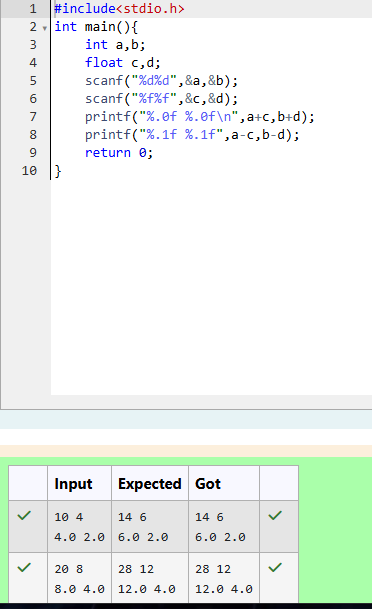 1 #include<stdio.h>
2 int main(){
3     int a,b;
4     float c,d;
5     scanf("%d%d",&a,&b);
6     scanf("%f%f",&c,&d);
7     printf("%.0f %.0f\n",a+c,b+d);
8     printf("%.1f %.1f",a-c,b-d);
9     return 0;
10 }
Input Expected Got
10 4 14 6 14 6
4.0 2.0 6.0 2.0 6.0 2.0
20 8 28 12 28 12
8.0 4.0 12.0 4.0 12.0 4.0